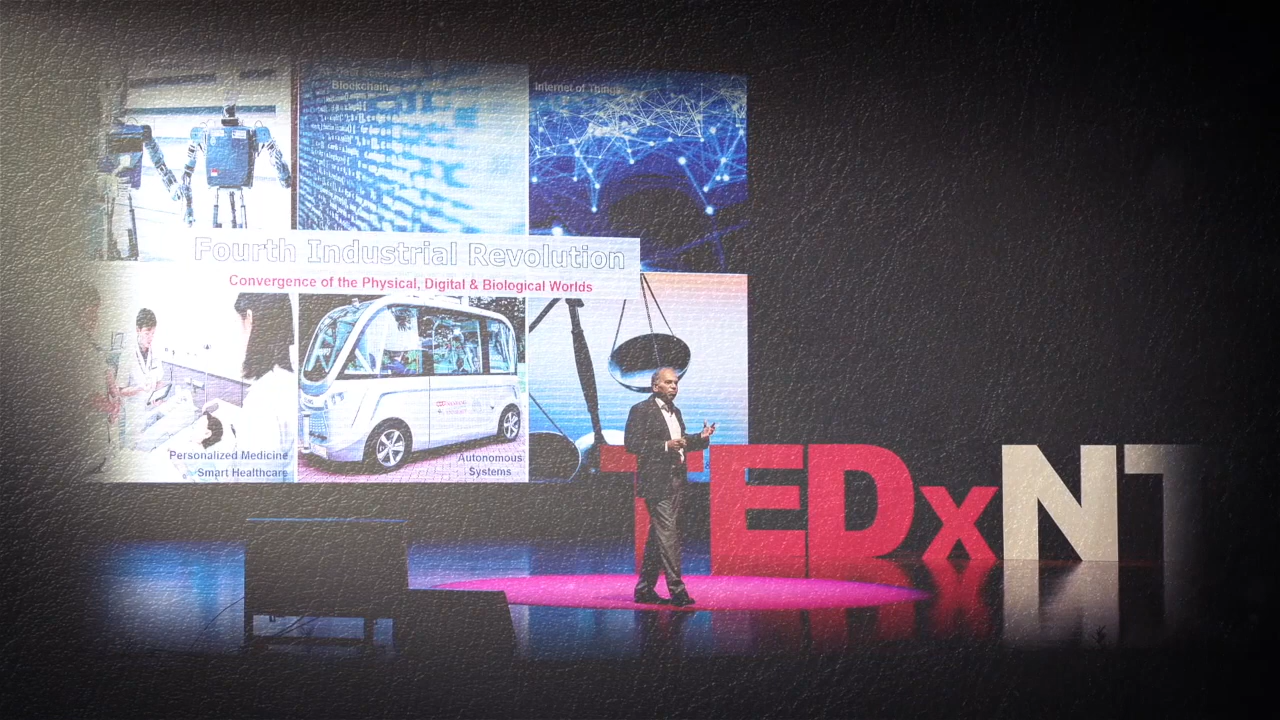 Blockchain
Internet of Things
Fourth Industrial Revolution
Convergence of the Physical, Digital & Biological Worlds
Personalized Medicine
Smart Healthcare
Autonomous
Systems
TEDxNT